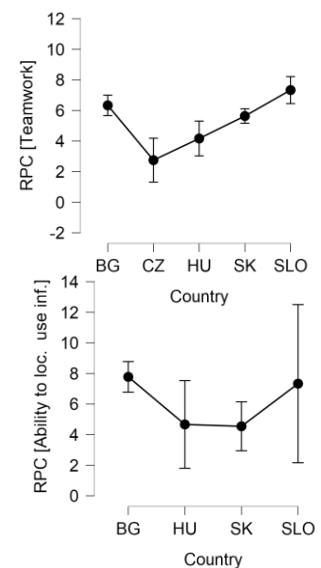 12
10
8
6
4
2
0
-2
RPC [Teamwork]
BG CZ HU SK SLO
Country
14
12
10
8
6
4
2
0
RPC [Ability to loc. use inf.]
BG HU SK SLO
Country